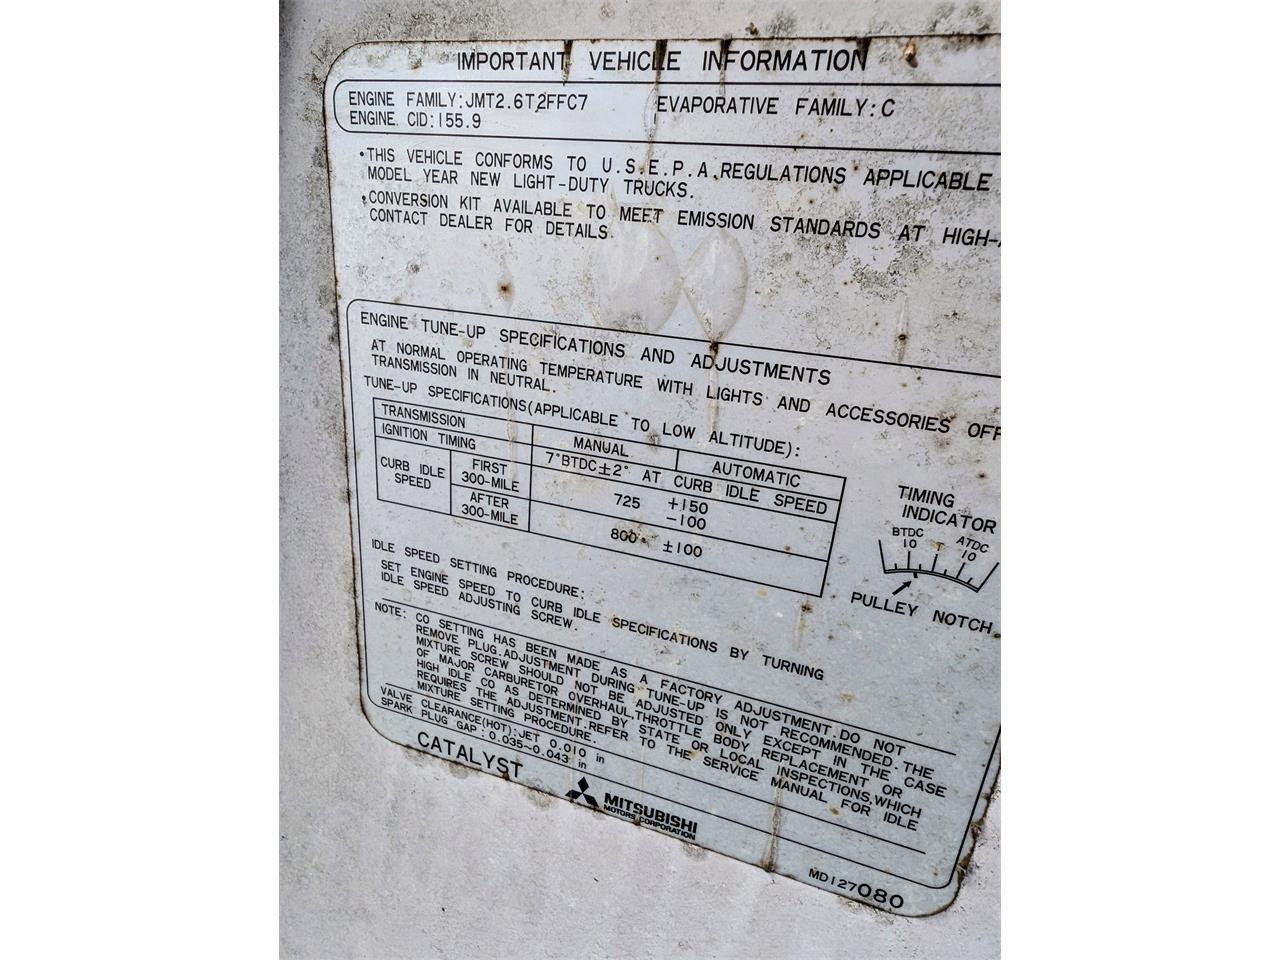 IMPORTANT VEHICLE INFORMATION
ENGINE FAMILY:JMT2.6T2FFC7 EVAPORATIVE FAMILY:C
ENGINE CID:155.9
•THIS VEHICLE CONFORMS TO U.S.E.P.A.REGULATIONS APPLICABLE
MODEL YEAR NEW LIGHT-DUTY TRUCKS.
•CONVERSION KIT AVAILABLE TO MEET EMISSION STANDARDS AT HIGH-
CONTACT DEALER FOR DETAILS.
ENGINE TUNE-UP SPECIFICATIONS AND ADJUSTMENTS
AT NORMAL OPERATING TEMPERATURE WITH LIGHTS AND ACCESSORIES OFF
TRANSMISSION IN NEUTRAL.
TUNE-UP SPECIFICATIONS(APPLICABLE TO LOW ALTITUDE):
TRANSMISSION MANUAL AUTOMATIC
IGNITION TIMING 7°BTDC±2° AT CURB IDLE SPEED
CURB IDLE SPEED FIRST 300-MILE 725 +150 -100
AFTER 300-MILE 800 ±100
TIMING
INDICATOR
BTDC ATDC
10 T 10
PULLEY NOTCH
IDLE SPEED SETTING PROCEDURE:
SET ENGINE SPEED TO CURB IDLE SPECIFICATIONS BY TURNING
IDLE SPEED ADJUSTING SCREW.
NOTE: CO SETTING HAS BEEN MADE AS A FACTORY ADJUSTMENT.DO NOT
REMOVE PLUG.ADJUSTMENT DURING TUNE-UP IS NOT RECOMMENDED.THE
MIXTURE SCREW SHOULD NOT BE ADJUSTED ONLY EXCEPT IN THE CASE
OF MAJOR CARBURETOR OVERHAUL,THROTTLE BODY REPLACEMENT OR
HIGH IDLE CO AS DETERMINED BY STATE OR LOCAL INSPECTIONS,WHICH
REQUIRES THE ADJUSTMENT.REFER TO THE SERVICE MANUAL FOR IDLE
MIXTURE SETTING PROCEDURE.
VALVE CLEARANCE(HOT):JET 0.010 in
SPARK PLUG GAP:0.035~0.043 in
CATALYST
MITSUBISHI
MOTORS CORPORATION
MD127080